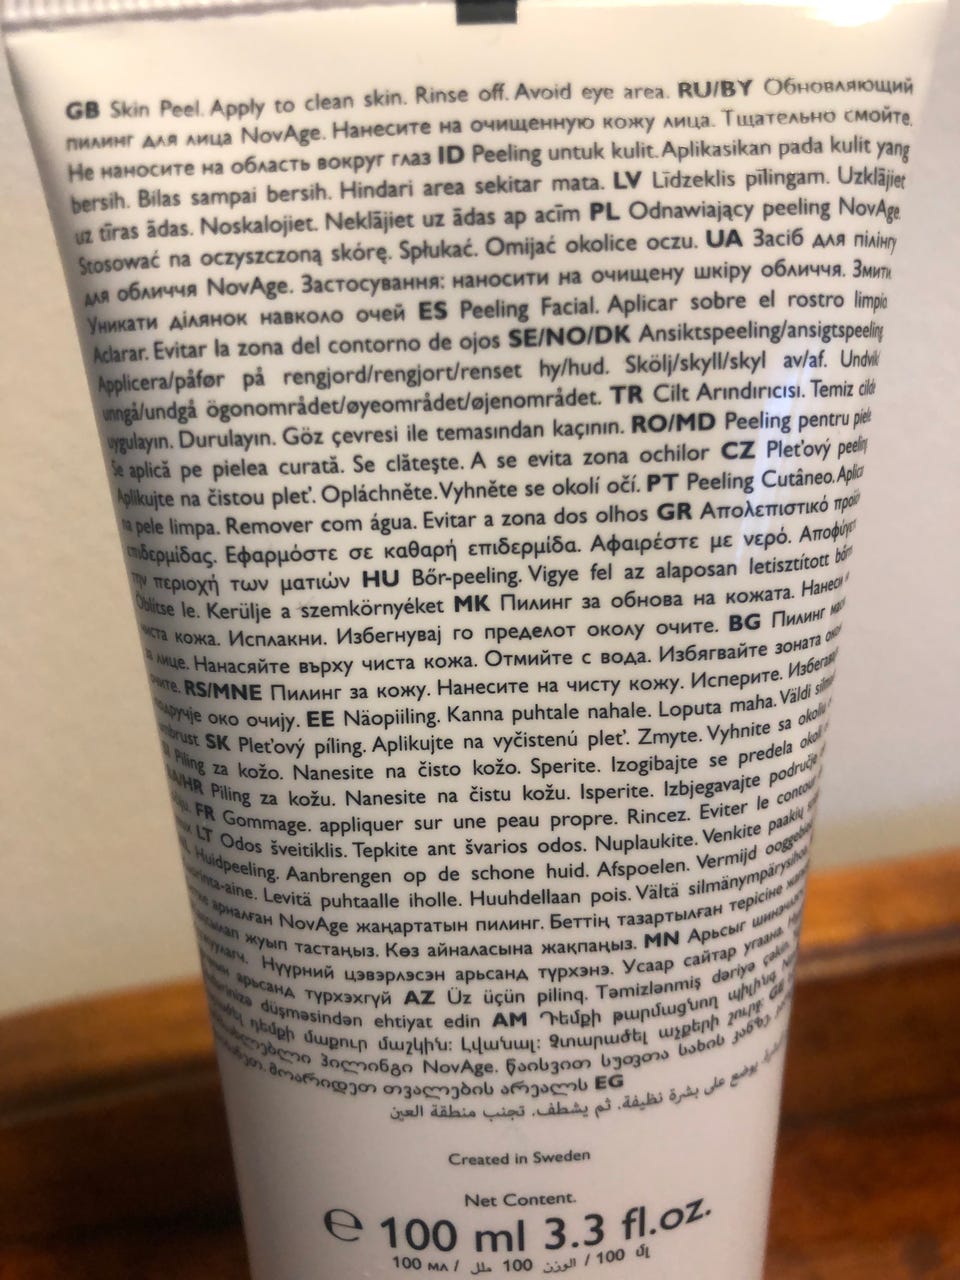 GB Skin Peel. Apply to clean skin. Rinse off. Avoid eye area. RU/BY Обновляющий
пилинг для лица NovAge. Нанесите на очищенную кожу лица. Тщательно смойте.
Не наносите на область вокруг глаз ID Peeling untuk kulit. Aplikasikan pada kulit yang
bersih. Bilas sampai bersih. Hindari area sekitar mata. LV Līdzeklis pīlingam. Uzklājiet
uz tīras ādas. Noskalojiet. Neklājiet uz ādas ap acīm PL Odnawiający peeling NovAge.
Stosować na oczyszczoną skórę. Spłukać. Omijać okolice oczu. UA Засіб для пілінгу
для обличчя NovAge. Застосування: наносити на очищену шкіру обличчя. Змити.
Уникати ділянок навколо очей ES Peeling Facial. Aplicar sobre el rostro limpio
Aclarar. Evitar la zona del contorno de ojos SE/NO/DK Ansiktspeeling/ansigtspeeling
Applicera/påfør på rengjord/rengjort/renset hy/hud. Skölj/skyll/skyl av/af. Undvik/
unngå/undgå ögonområdet/øyeområdet/øjenområdet. TR Cilt Arındırıcısı. Temiz cilde
uygulayın. Durulayın. Göz çevresi ile temasından kaçının. RO/MD Peeling pentru piele
Se aplică pe pielea curată. Se clăteşte. A se evita zona ochilor CZ Pleťový peeling
Aplikujte na čistou pleť. Opláchněte. Vyhněte se okolí očí. PT Peeling Cutâneo. Aplicar
na pele limpa. Remover com água. Evitar a zona dos olhos GR Απολεπιστικό
επιδερμίδας. Εφαρμόστε σε καθαρή επιδερμίδα. Αφαιρέστε με νερό. Αποφύγετε
την περιοχή των ματιών HU Bőr-peeling. Vigye fel az alaposan letisztított bőrre
Öblítse le. Kerülje a szemkörnyéket MK Пилинг за обнова на кожата. Нанеси
чиста кожа. Исплакни. Избегнувај го пределот околу очите. BG Пилинг
за лице. Нанасяйте върху чиста кожа. Отмийте с вода. Избягвайте зоната около
очите. RS/MNE Пилинг за кожу. Нанесите на чисту кожу. Исперите.
подручје око очију. EE Näopiiling. Kanna puhtale nahale. Loputa maha. Väldi
SK Pleťový píling. Aplikujte na vyčistenú pleť. Zmyte. Vyhnite sa okoliu
SI Piling za kožo. Nanesite na čisto kožo. Sperite. Izogibajte se predela okoli
BA/HR Piling za kožu. Nanesite na čistu kožu. Isperite. Izbjegavajte područje
FR Gommage. appliquer sur une peau propre. Rincez. Eviter le contour
LT Odos šveitiklis. Tepkite ant švarios odos. Nuplaukite. Venkite paakių
NL Huidpeeling. Aanbrengen op de schone huid. Afspoelen. Vermijd
Levitä puhtaalle iholle. Huuhdellaan pois. Vältä silmänympärysihoa
арналған NovAge жаңартатын пилинг. Беттің тазартылған терісіне
жуып тастаңыз. Көз айналасына жақпаңыз. MN Арьсыг
Нүүрний цэвэрлэсэн арьсанд түрхэнэ. Усаар сайтар угаана.
арьсанд түрхэхгүй AZ Üz üçün pilinq. Təmizlənmiş dəriyə çəkin.
düşməsindən ehtiyat edin AM Դեմքի թարմացնող պիլինգ
դեմքի մաքուր մաշկին: Լվանալ: Զտարածել աչքերի շուրջ: GE
პილინგი NovAge. წაისვით სუფთა სახის კანზე.
მოარიდეთ თვალების არეალს EG
يوضع على بشرة نظيفة. ثم يشطف. تجنب منطقة العين
Created in Sweden
Net Content.
℮ 100 ml 3.3 fl.oz.
100 мл / الوزن 100 ملل / 100 մլ